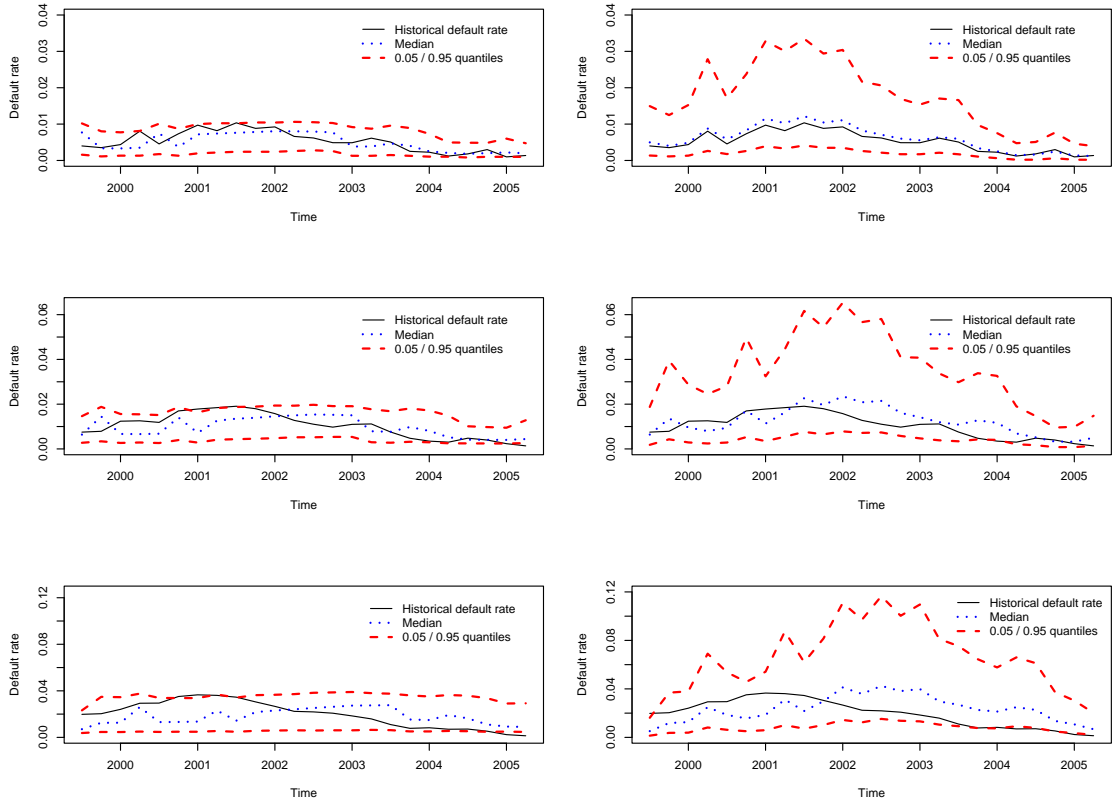 0.04
0.03
0.02
0.01
0.00
Default rate
Historical default rate
Median
0.05 / 0.95 quantiles
2000 2001 2002 2003 2004 2005
Time
0.04
0.03
0.02
0.01
0.00
Default rate
Historical default rate
Median
0.05 / 0.95 quantiles
2000 2001 2002 2003 2004 2005
Time
0.06
0.04
0.02
0.00
Default rate
Historical default rate
Median
0.05 / 0.95 quantiles
2000 2001 2002 2003 2004 2005
Time
0.06
0.04
0.02
0.00
Default rate
Historical default rate
Median
0.05 / 0.95 quantiles
2000 2001 2002 2003 2004 2005
Time
0.12
0.08
0.04
0.00
Default rate
Historical default rate
Median
0.05 / 0.95 quantiles
2000 2001 2002 2003 2004 2005
Time
0.12
0.08
0.04
0.00
Default rate
Historical default rate
Median
0.05 / 0.95 quantiles
2000 2001 2002 2003 2004 2005
Time